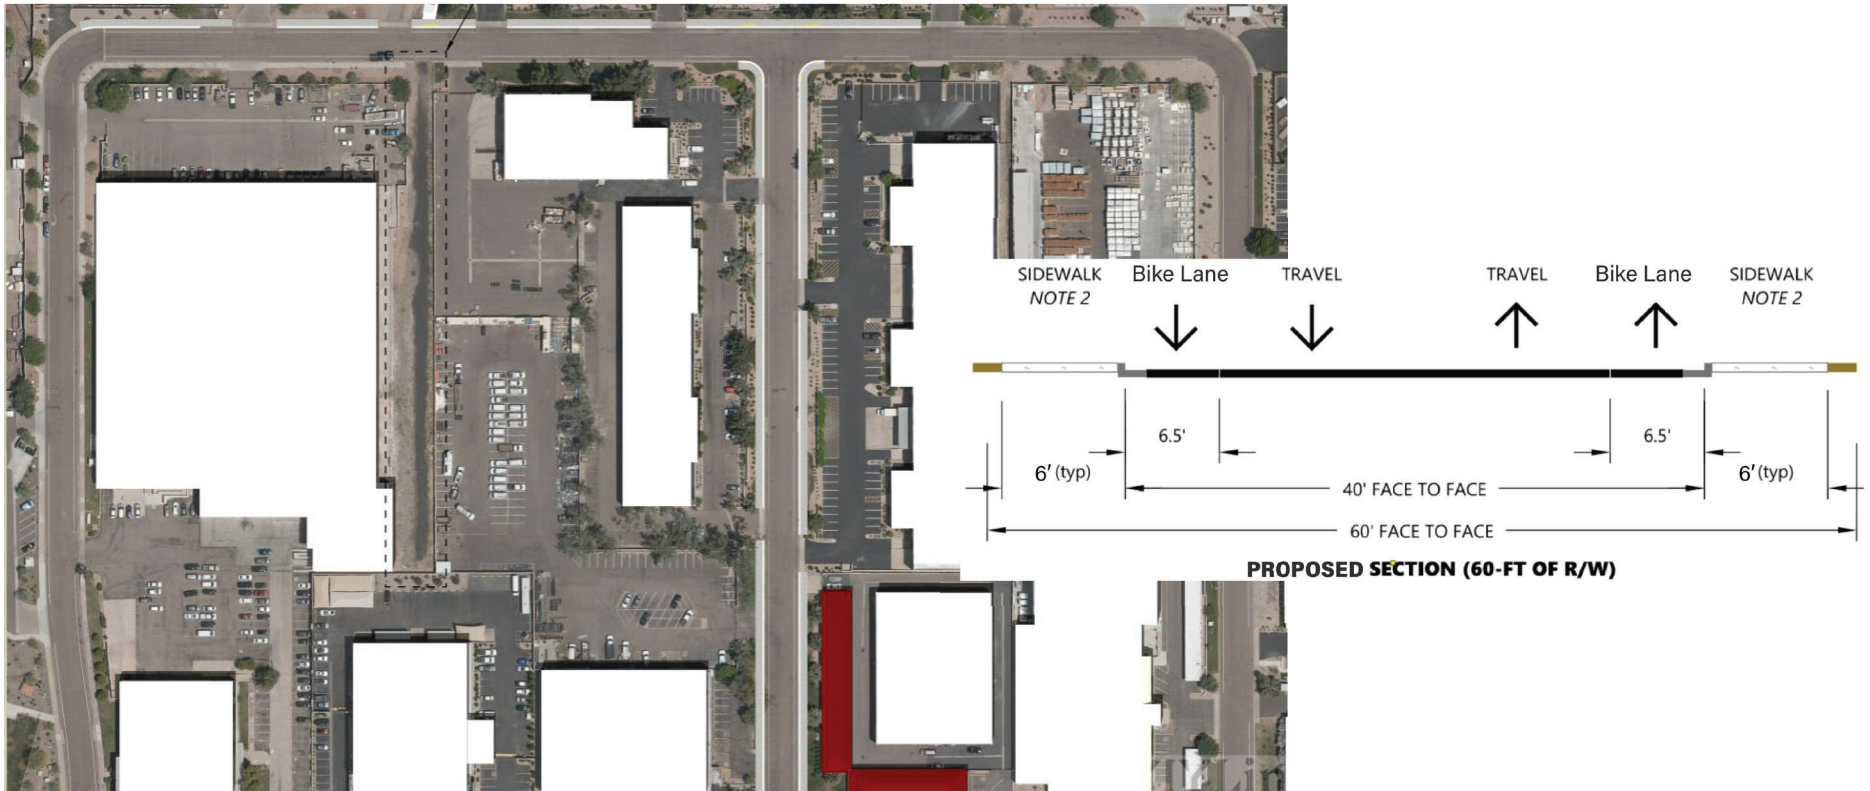 SIDEWALK Bike Lane TRAVEL TRAVEL Bike Lane SIDEWALK
NOTE 2 NOTE 2
6.5' 6.5'
6' (typ) 6' (typ)
40' FACE TO FACE
60' FACE TO FACE
PROPOSED SECTION (60-FT OF R/W)